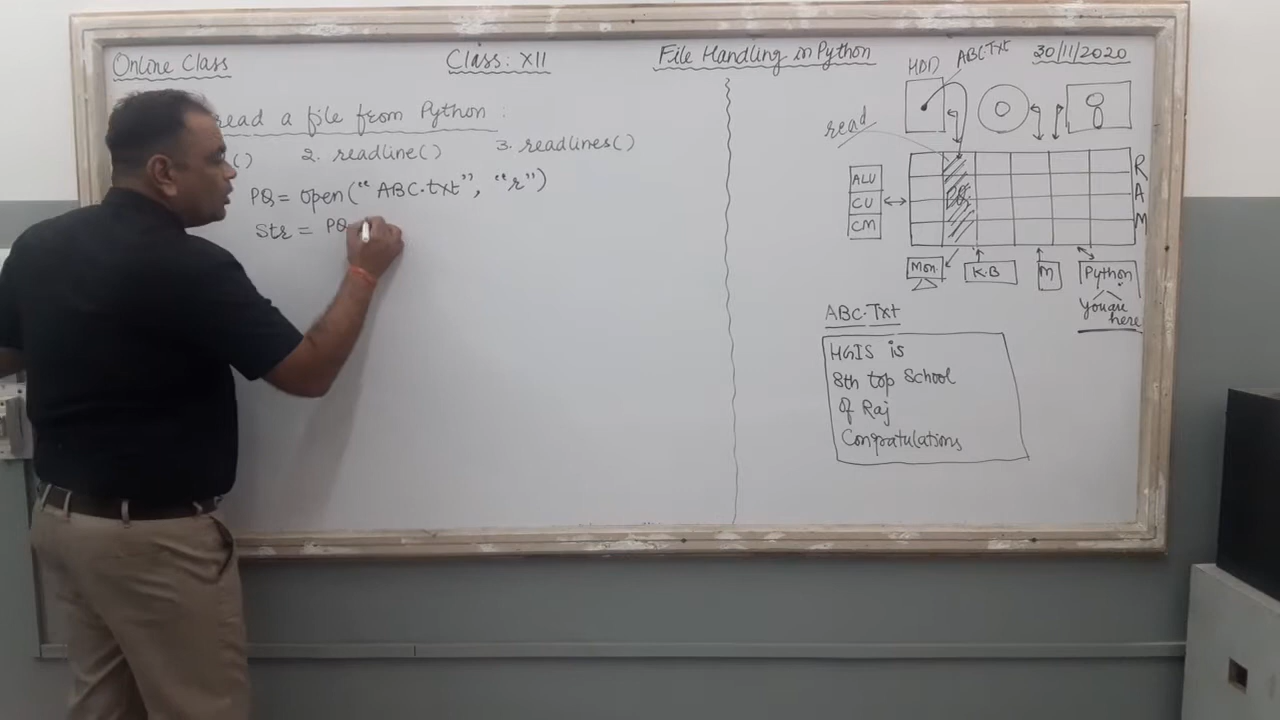 Online Class
Class: XII
File Handling in Python
30/11/2020
read a file from Python :
() 2. readline() 3. readlines()
PQ = open("ABC.txt", "r")
Str = PQ
HDD
ABC.Txt
read
ALU
CU
CM
PQ
RAM
Mon.
K.B
M
Python
You are
here
ABC.Txt
HGIS is
8th top School
Of Raj
Congratulations